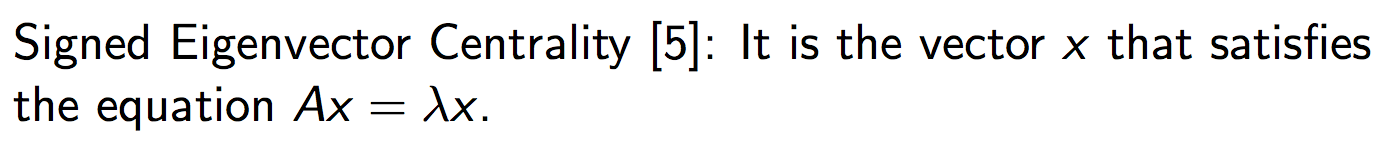 Signed Eigenvector Centrality [5]: It is the vector x that satisfies
the equation Ax = λx.